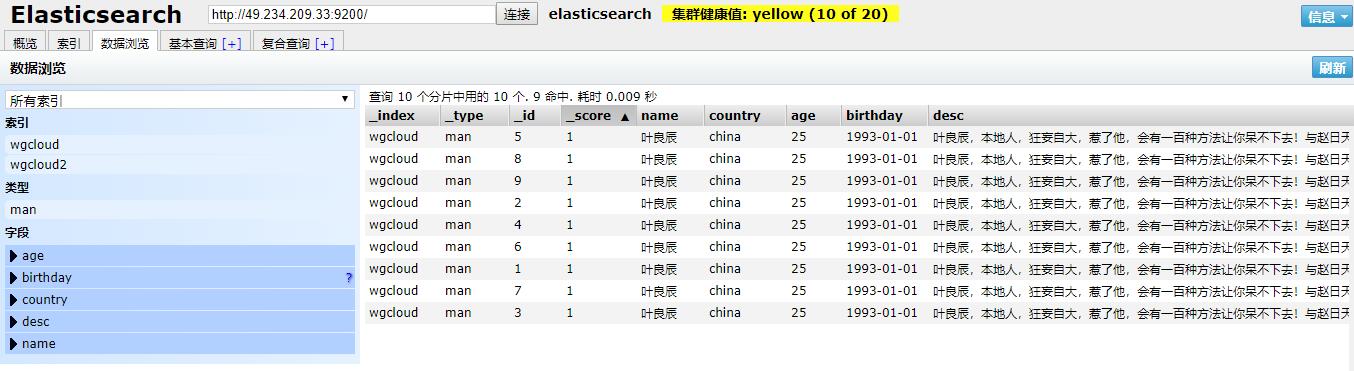 Elasticsearch http://49.234.209.33:9200/ 连接 elasticsearch 集群健康值: yellow (10 of 20) 信息
概览 索引 数据浏览 基本查询 [+] 复合查询 [+]
数据浏览 刷新
所有索引
索引
wgcloud
wgcloud2
类型
man
字段
age
birthday ?
country
desc
name
查询 10 个分片中用的 10 个. 9 命中. 耗时 0.009 秒
_index _type _id _score ▲ name country age birthday desc
wgcloud man 5 1 叶良辰 china 25 1993-01-01 叶良辰，本地人，狂妄自大，惹了他，会有一百种方法让你呆不下去！与赵日天
wgcloud man 8 1 叶良辰 china 25 1993-01-01 叶良辰，本地人，狂妄自大，惹了他，会有一百种方法让你呆不下去！与赵日天
wgcloud man 9 1 叶良辰 china 25 1993-01-01 叶良辰，本地人，狂妄自大，惹了他，会有一百种方法让你呆不下去！与赵日天
wgcloud man 2 1 叶良辰 china 25 1993-01-01 叶良辰，本地人，狂妄自大，惹了他，会有一百种方法让你呆不下去！与赵日天
wgcloud man 4 1 叶良辰 china 25 1993-01-01 叶良辰，本地人，狂妄自大，惹了他，会有一百种方法让你呆不下去！与赵日天
wgcloud man 6 1 叶良辰 china 25 1993-01-01 叶良辰，本地人，狂妄自大，惹了他，会有一百种方法让你呆不下去！与赵日天
wgcloud man 1 1 叶良辰 china 25 1993-01-01 叶良辰，本地人，狂妄自大，惹了他，会有一百种方法让你呆不下去！与赵日天
wgcloud man 7 1 叶良辰 china 25 1993-01-01 叶良辰，本地人，狂妄自大，惹了他，会有一百种方法让你呆不下去！与赵日天
wgcloud man 3 1 叶良辰 china 25 1993-01-01 叶良辰，本地人，狂妄自大，惹了他，会有一百种方法让你呆不下去！与赵日天